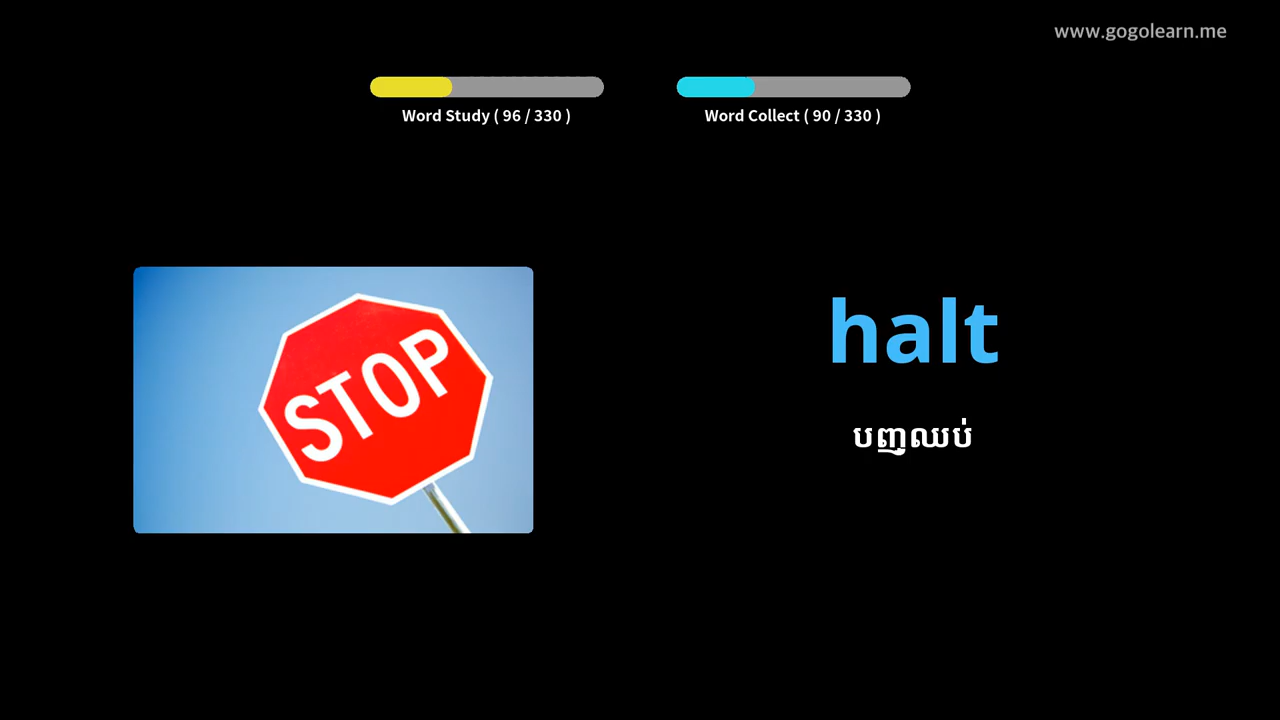 www.gogolearn.me
Word Study ( 96 / 330 )
Word Collect ( 90 / 330 )
STOP
halt
បញ្ឈប់